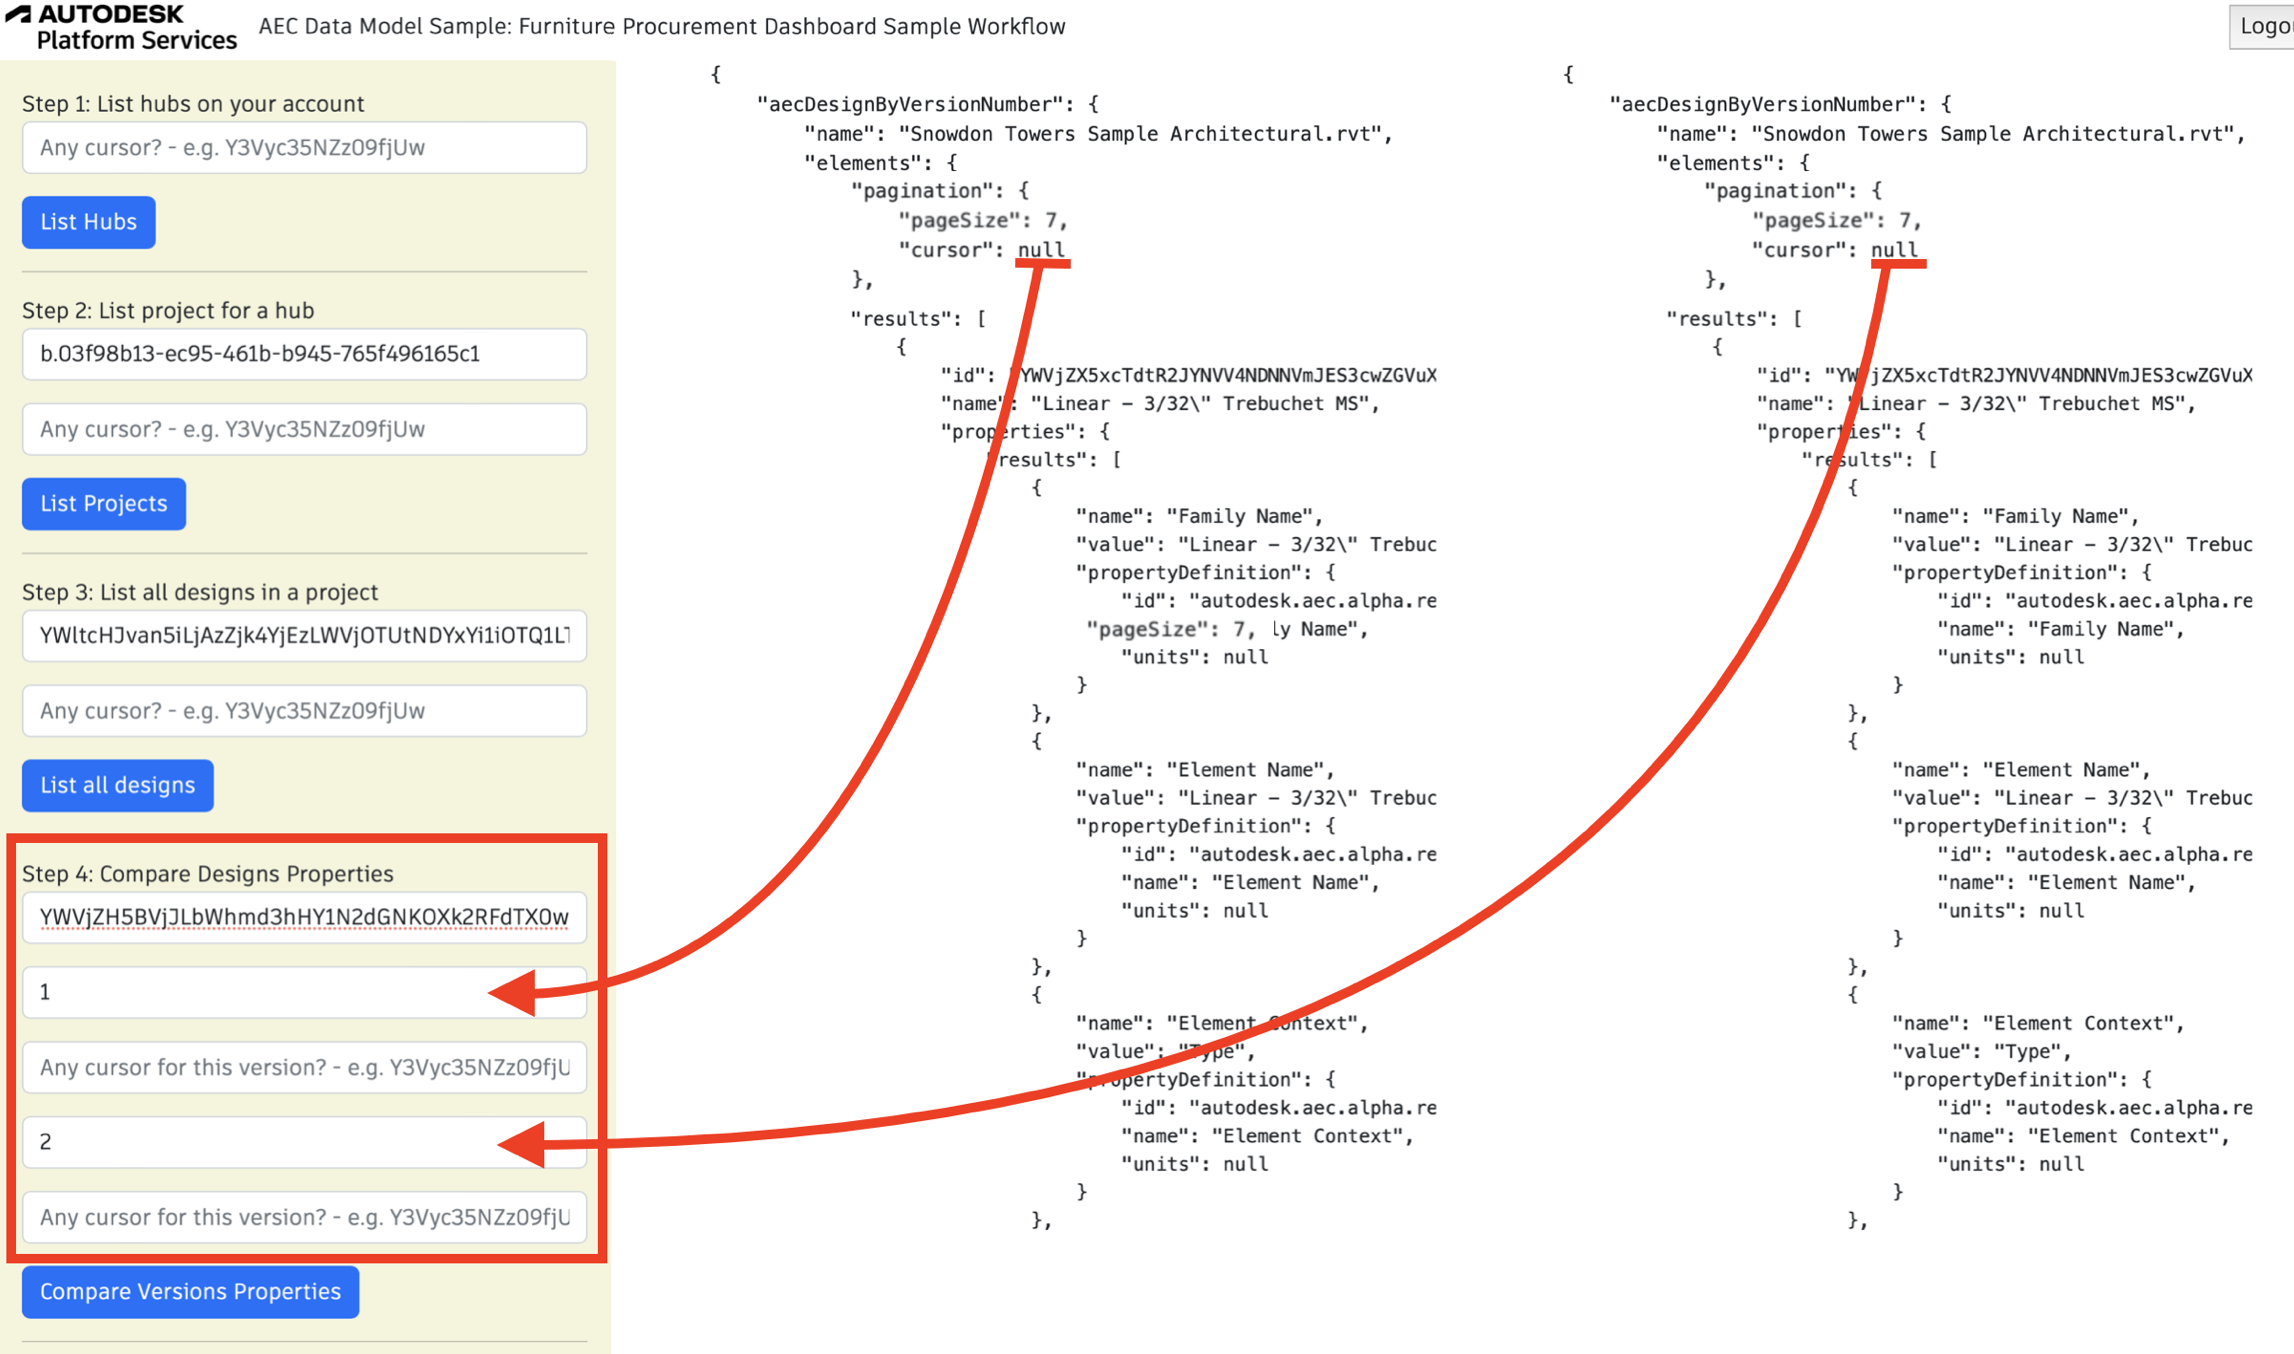 AUTODESK
Platform Services
AEC Data Model Sample: Furniture Procurement Dashboard Sample Workflow
Logo
Step 1: List hubs on your account
Any cursor? - e.g. Y3Vyc35NZz09fjUw
List Hubs
Step 2: List project for a hub
b.03f98b13-ec95-461b-b945-765f496165c1
Any cursor? - e.g. Y3Vyc35NZz09fjUw
List Projects
Step 3: List all designs in a project
YWltcHJvan5iLjAzZjk4YjEzLWVjOTUtNDYxYi1iOTQ1LT
Any cursor? - e.g. Y3Vyc35NZz09fjUw
List all designs
Step 4: Compare Designs Properties
YWVjZH5BVjJLbWhmd3hHY1N2dGNKOXk2RFdTX0w
1
Any cursor for this version? - e.g. Y3Vyc35NZz09fjU
2
Any cursor for this version? - e.g. Y3Vyc35NZz09fjU
Compare Versions Properties
{
"aecDesignByVersionNumber": {
"name": "Snowdon Towers Sample Architectural.rvt",
"elements": {
"pagination": {
"pageSize": 7,
"cursor": null
},
"results": [
{
"id": "YWVjZX5xcTdtR2JYNVV4NDNNVmJES3cwZGVuX
"name": "Linear – 3/32\" Trebuchet MS",
"properties": {
"results": [
{
"name": "Family Name",
"value": "Linear – 3/32\" Trebuc
"propertyDefinition": {
"id": "autodesk.aec.alpha.re
"pageSize": 7, ly Name",
"units": null
}
},
{
"name": "Element Name",
"value": "Linear – 3/32\" Trebuc
"propertyDefinition": {
"id": "autodesk.aec.alpha.re
"name": "Element Name",
"units": null
}
},
{
"name": "Element Context",
"value": "Type",
"propertyDefinition": {
"id": "autodesk.aec.alpha.re
"name": "Element Context",
"units": null
}
},
{
"aecDesignByVersionNumber": {
"name": "Snowdon Towers Sample Architectural.rvt",
"elements": {
"pagination": {
"pageSize": 7,
"cursor": null
},
"results": [
{
"id": "YWVjZX5xcTdtR2JYNVV4NDNNVmJES3cwZGVuX
"name": "Linear – 3/32\" Trebuchet MS",
"properties": {
"results": [
{
"name": "Family Name",
"value": "Linear – 3/32\" Trebuc
"propertyDefinition": {
"id": "autodesk.aec.alpha.re
"name": "Family Name",
"units": null
}
},
{
"name": "Element Name",
"value": "Linear – 3/32\" Trebuc
"propertyDefinition": {
"id": "autodesk.aec.alpha.re
"name": "Element Name",
"units": null
}
},
{
"name": "Element Context",
"value": "Type",
"propertyDefinition": {
"id": "autodesk.aec.alpha.re
"name": "Element Context",
"units": null
}
},